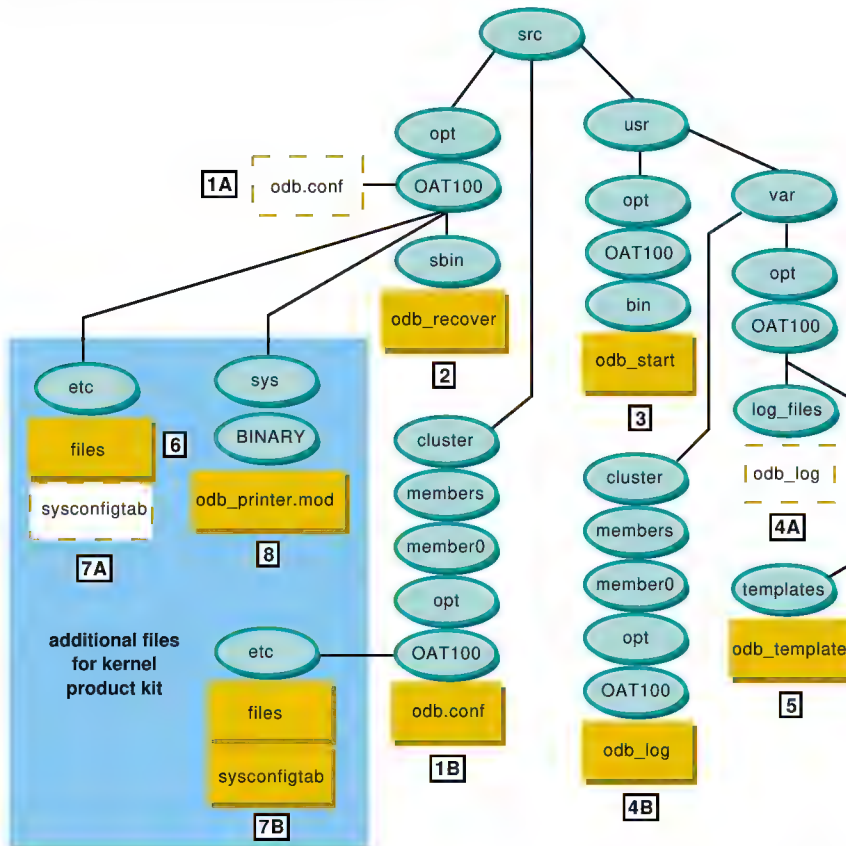 src
opt
usr
1A
odb.conf
OAT100
var
opt
sbin
OAT100
opt
odb_recover
bin
OAT100
2
odb_start
etc
sys
3
log_files
files
6
BINARY
cluster
odb_log
sysconfigtab
odb_printer.mod
members
cluster
4A
7A
8
member0
members
opt
member0
templates
additional files
for kernel
product kit
etc
OAT100
opt
odb_template
files
odb.conf
OAT100
5
sysconfigtab
1B
odb_log
7B
4B